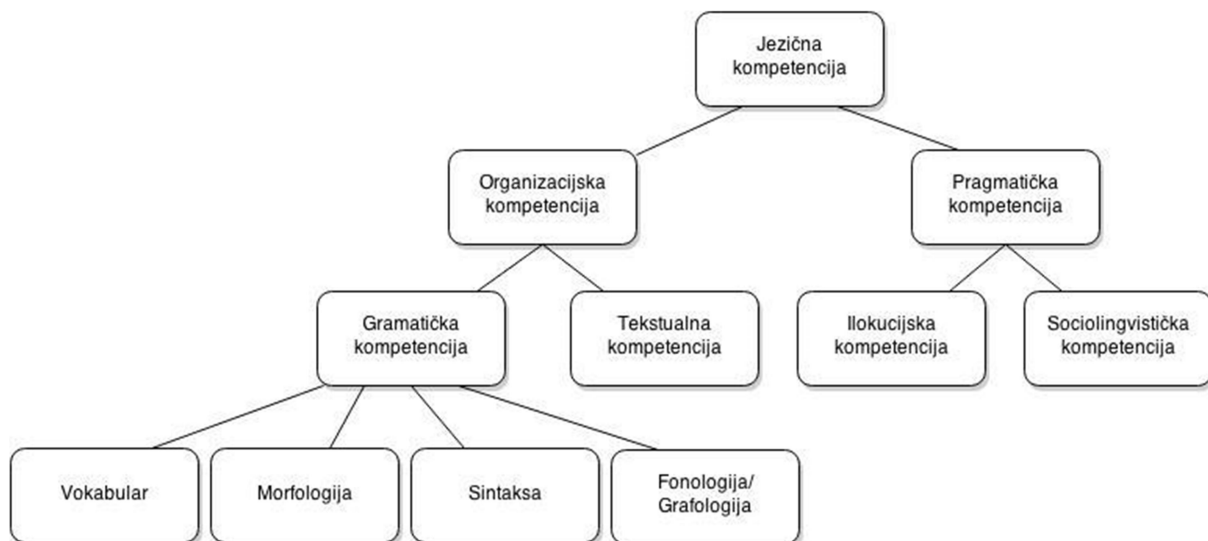 Jezična
kompetencija
Organizacijska
kompetencija
Pragmatička
kompetencija
Gramatička
kompetencija
Tekstualna
kompetencija
Ilokucijska
kompetencija
Sociolingvistička
kompetencija
Vokabular
Morfologija
Sintaksa
Fonologija/
Grafologija